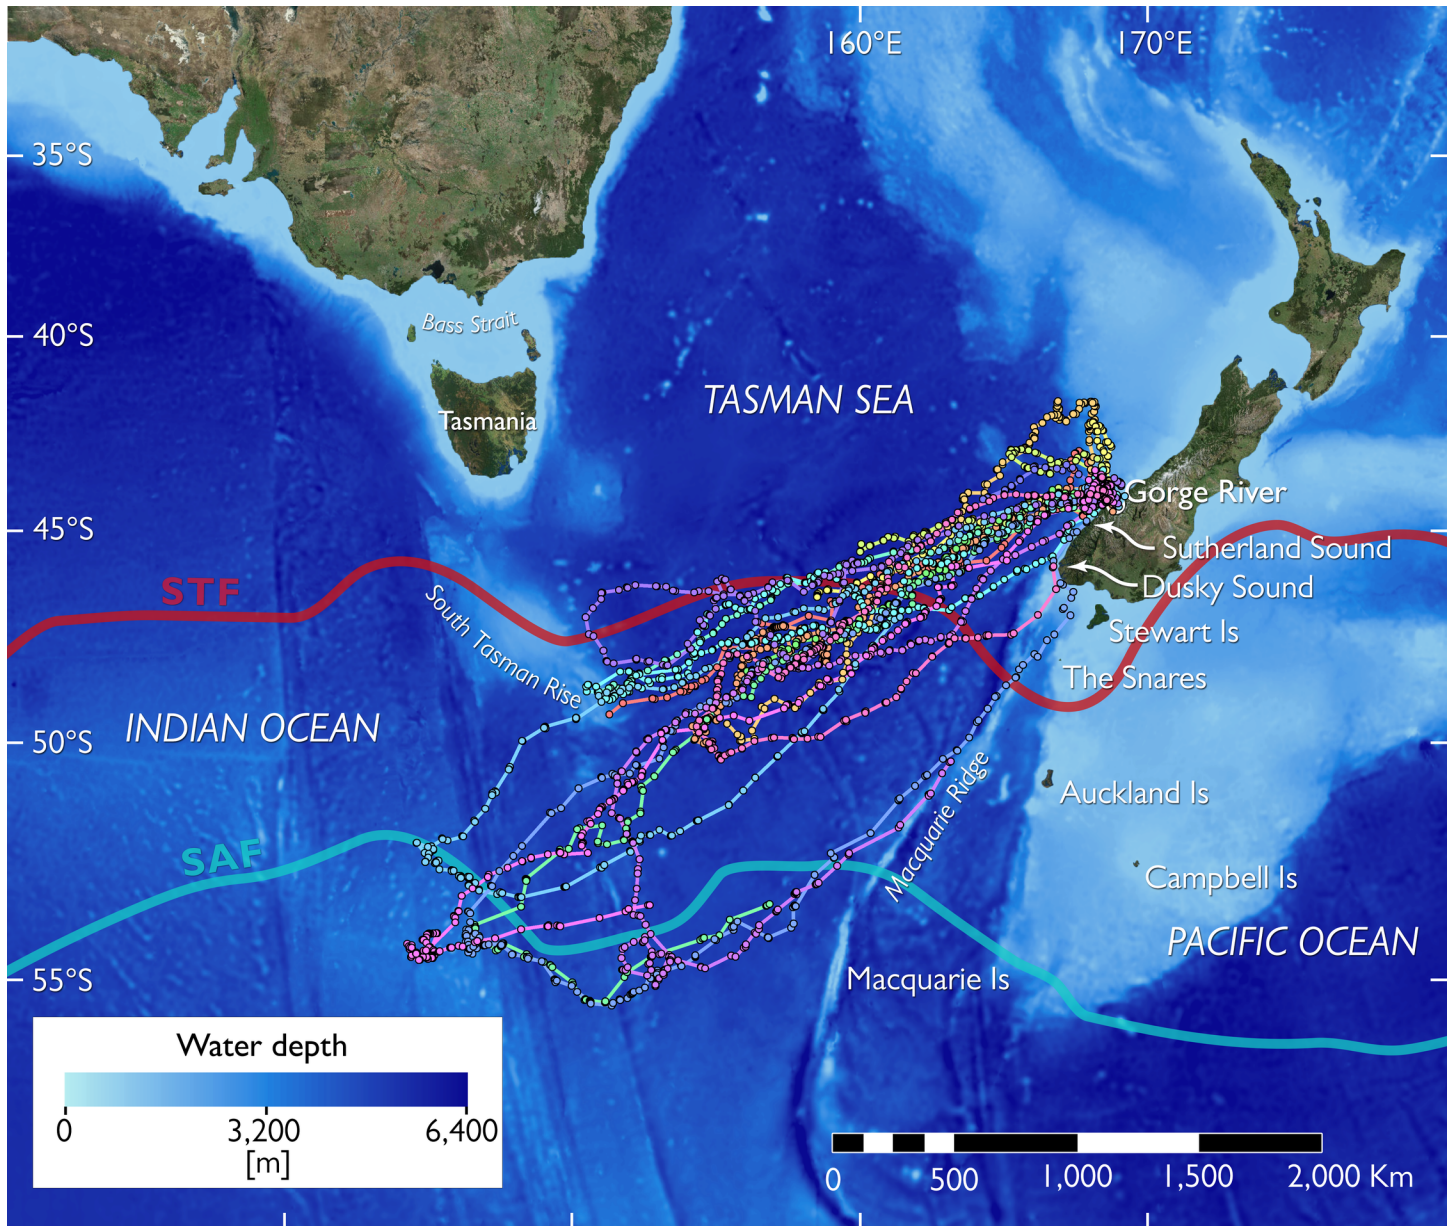 160°E
170°E
35°S
40°S
45°S
50°S
55°S
Bass Strait
Tasmania
TASMAN SEA
Gorge River
Sutherland Sound
Dusky Sound
Stewart Is
The Snares
STF
South Tasman Rise
INDIAN OCEAN
Macquarie Ridge
Auckland Is
SAF
Campbell Is
PACIFIC OCEAN
Macquarie Is
Water depth
0
3,200
6,400
[m]
0
500
1,000
1,500
2,000 Km